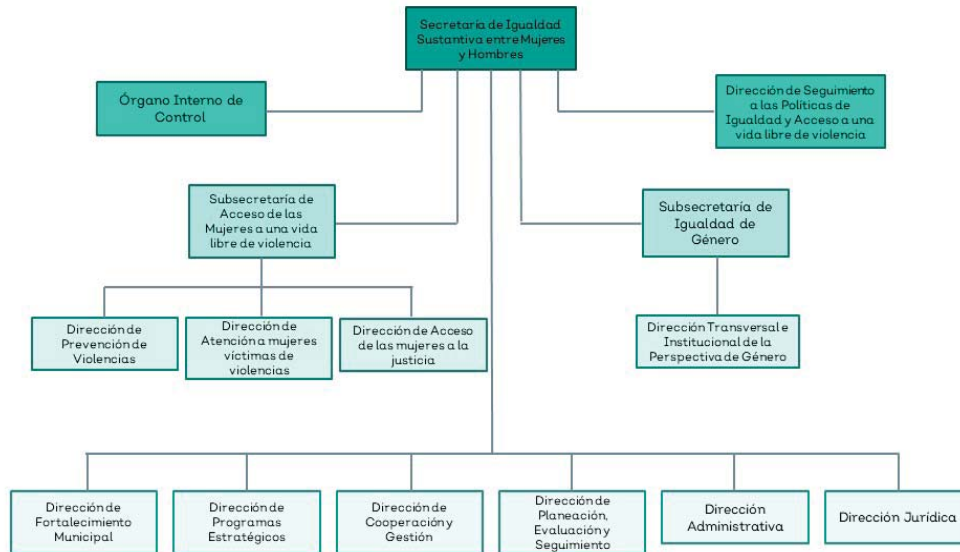 Secretaría de Igualdad
Sustantiva entre Mujeres
y Hombres
Órgano Interno de
Control
Dirección de Seguimiento
a las Políticas de
Igualdad y Acceso a una
vida libre de violencia
Subsecretaría de
Acceso de las
Mujeres a una vida
libre de violencia
Subsecretaría de
Igualdad de
Género
Dirección de
Prevención de
Violencias
Dirección de
Atención a mujeres
víctimas de
violencias
Dirección de Acceso
de las mujeres a la
justicia
Dirección Transversal e
Institucional de la
Perspectiva de Género
Dirección de
Fortalecimiento
Municipal
Dirección de
Programas
Estratégicos
Dirección de
Cooperación y
Gestión
Dirección de
Planeación,
Evaluación y
Seguimiento
Dirección
Administrativa
Dirección Jurídica